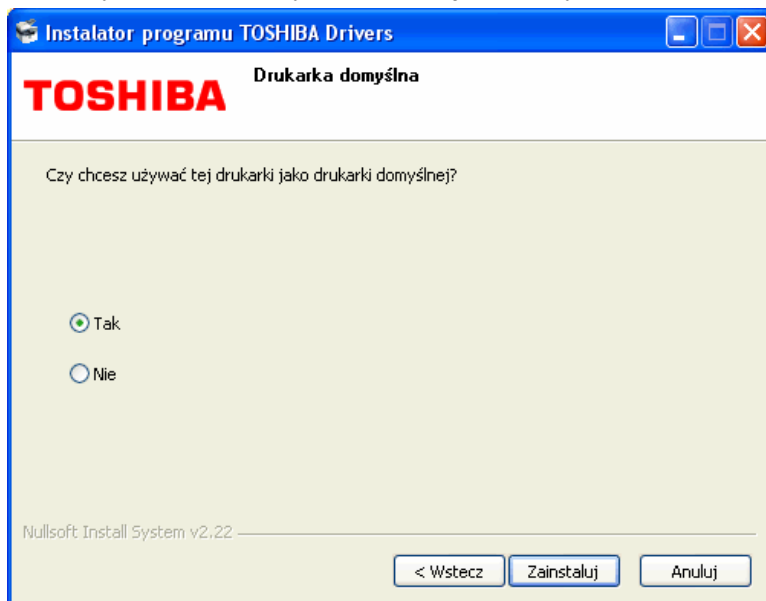 Instalator programu TOSHIBA Drivers
TOSHIBA
Drukarka domyślna
Czy chcesz używać tej drukarki jako drukarki domyślnej?
Tak
Nie
Nullsoft Install System v2.22
< Wstecz
Zainstaluj
Anuluj